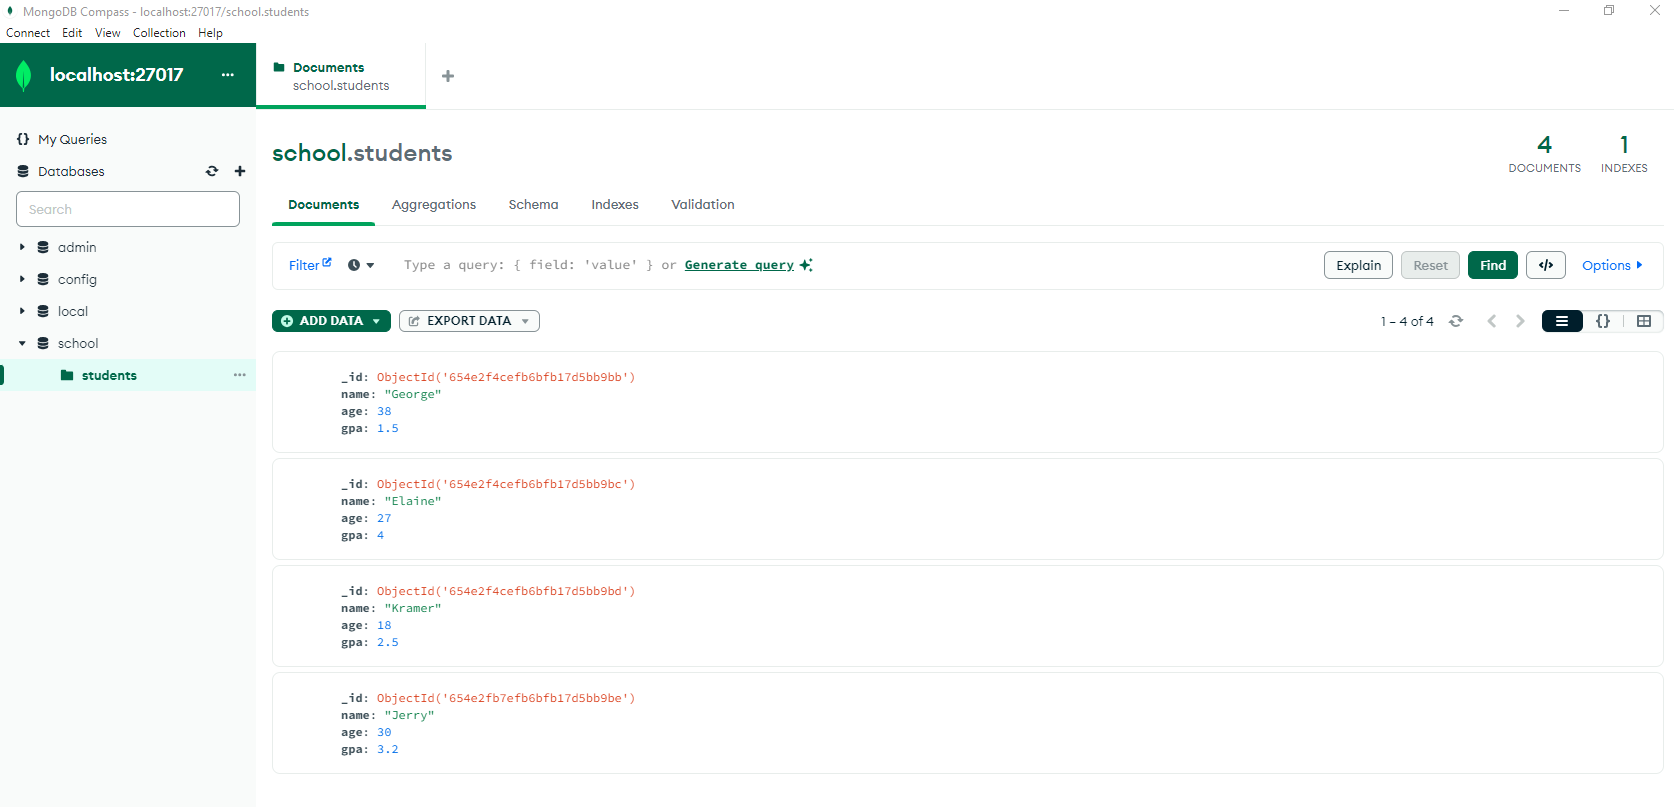 MongoDB Compass - localhost:27017/school.students
Connect Edit View Collection Help
localhost:27017 ...
Documents
school.students
+
{} My Queries
Databases
Search
admin
config
local
school
students ...
school.students
4
DOCUMENTS
1
INDEXES
Documents Aggregations Schema Indexes Validation
Filter Type a query: { field: 'value' } or Generate query Explain Reset Find </> Options
ADD DATA EXPORT DATA 1 – 4 of 4 {}
_id: ObjectId('654e2f4cefb6bfb17d5bb9bb')
name: "George"
age: 38
gpa: 1.5
_id: ObjectId('654e2f4cefb6bfb17d5bb9bc')
name: "Elaine"
age: 27
gpa: 4
_id: ObjectId('654e2f4cefb6bfb17d5bb9bd')
name: "Kramer"
age: 18
gpa: 2.5
_id: ObjectId('654e2fb7efb6bfb17d5bb9be')
name: "Jerry"
age: 30
gpa: 3.2